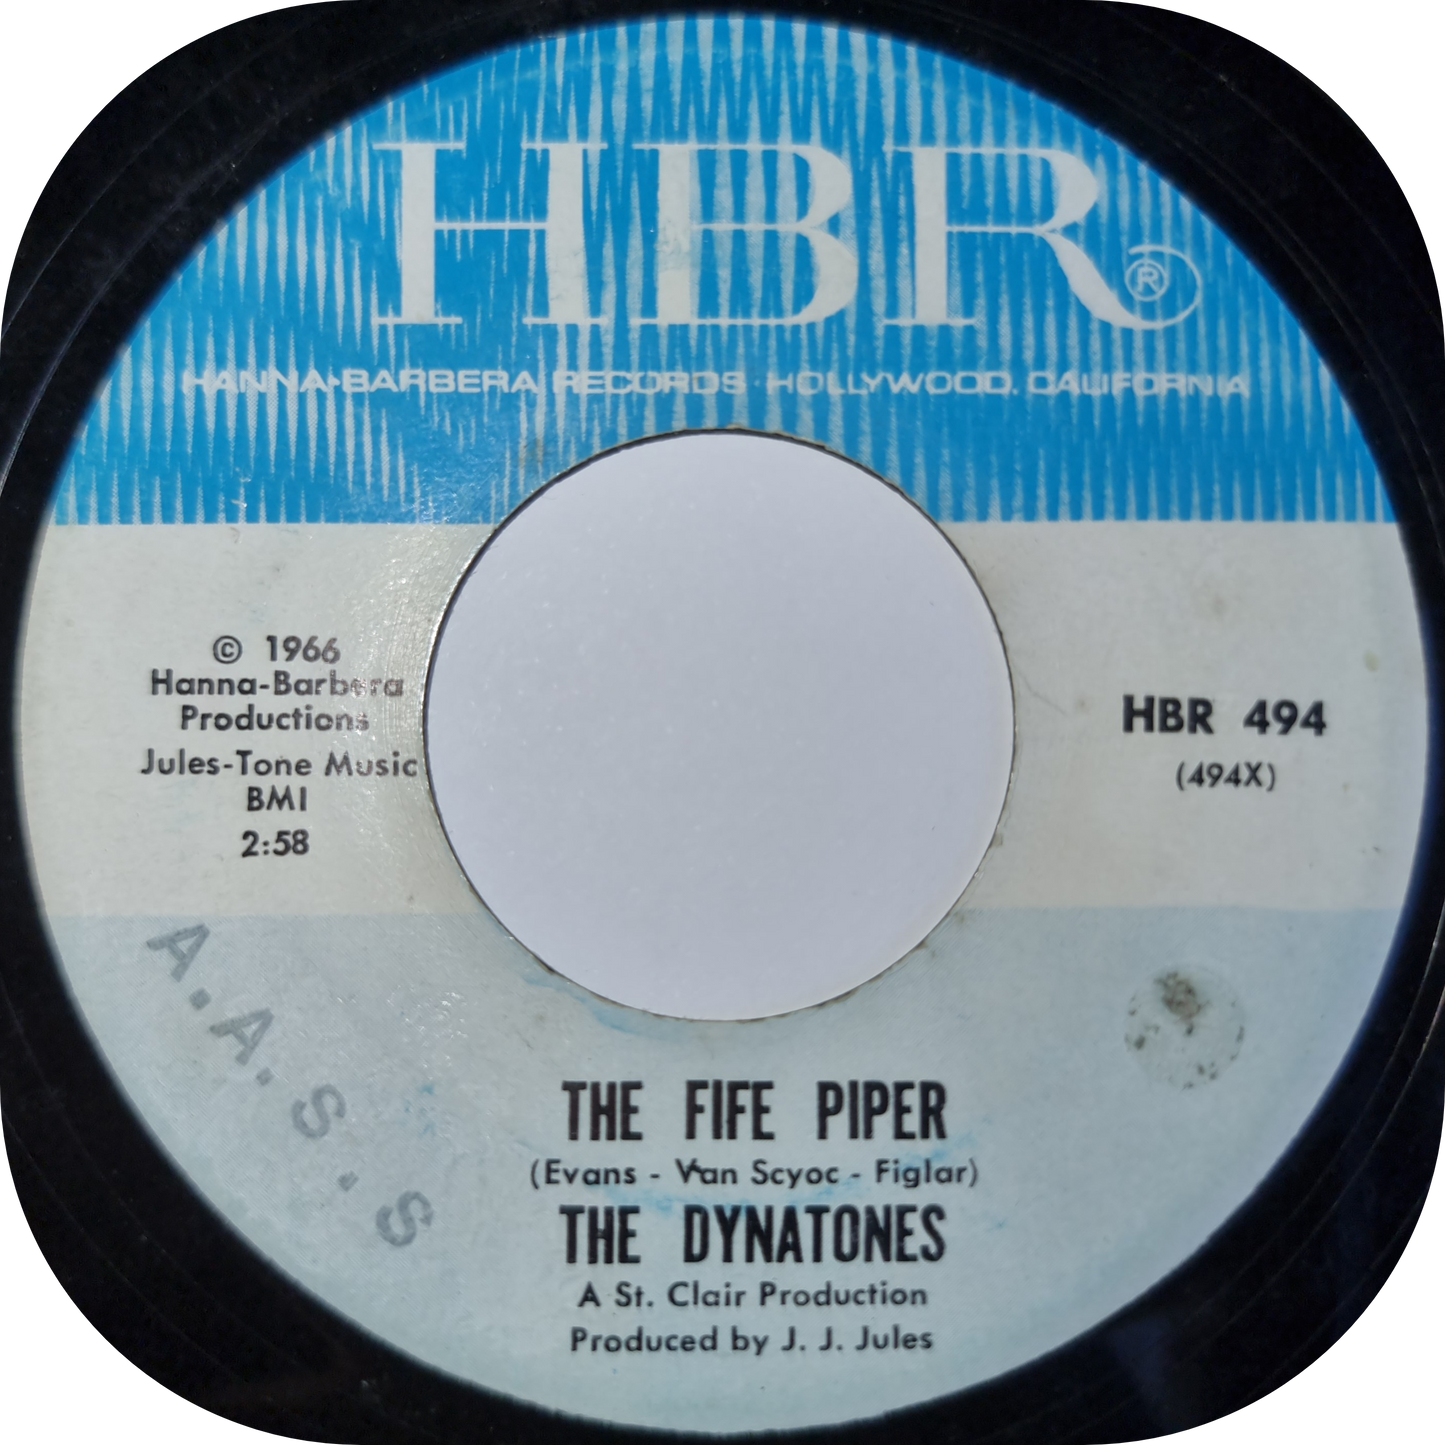 HBR®
HANNA-BARBERA RECORDS · HOLLYWOOD, CALIFORNIA
© 1966
Hanna-Barbera
Productions
Jules-Tone Music
BMI
2:58
HBR 494
(494X)
A.A.S.S
THE FIFE PIPER
(Evans - Van Scyoc - Figlar)
THE DYNATONES
A St. Clair Production
Produced by J. J. Jules